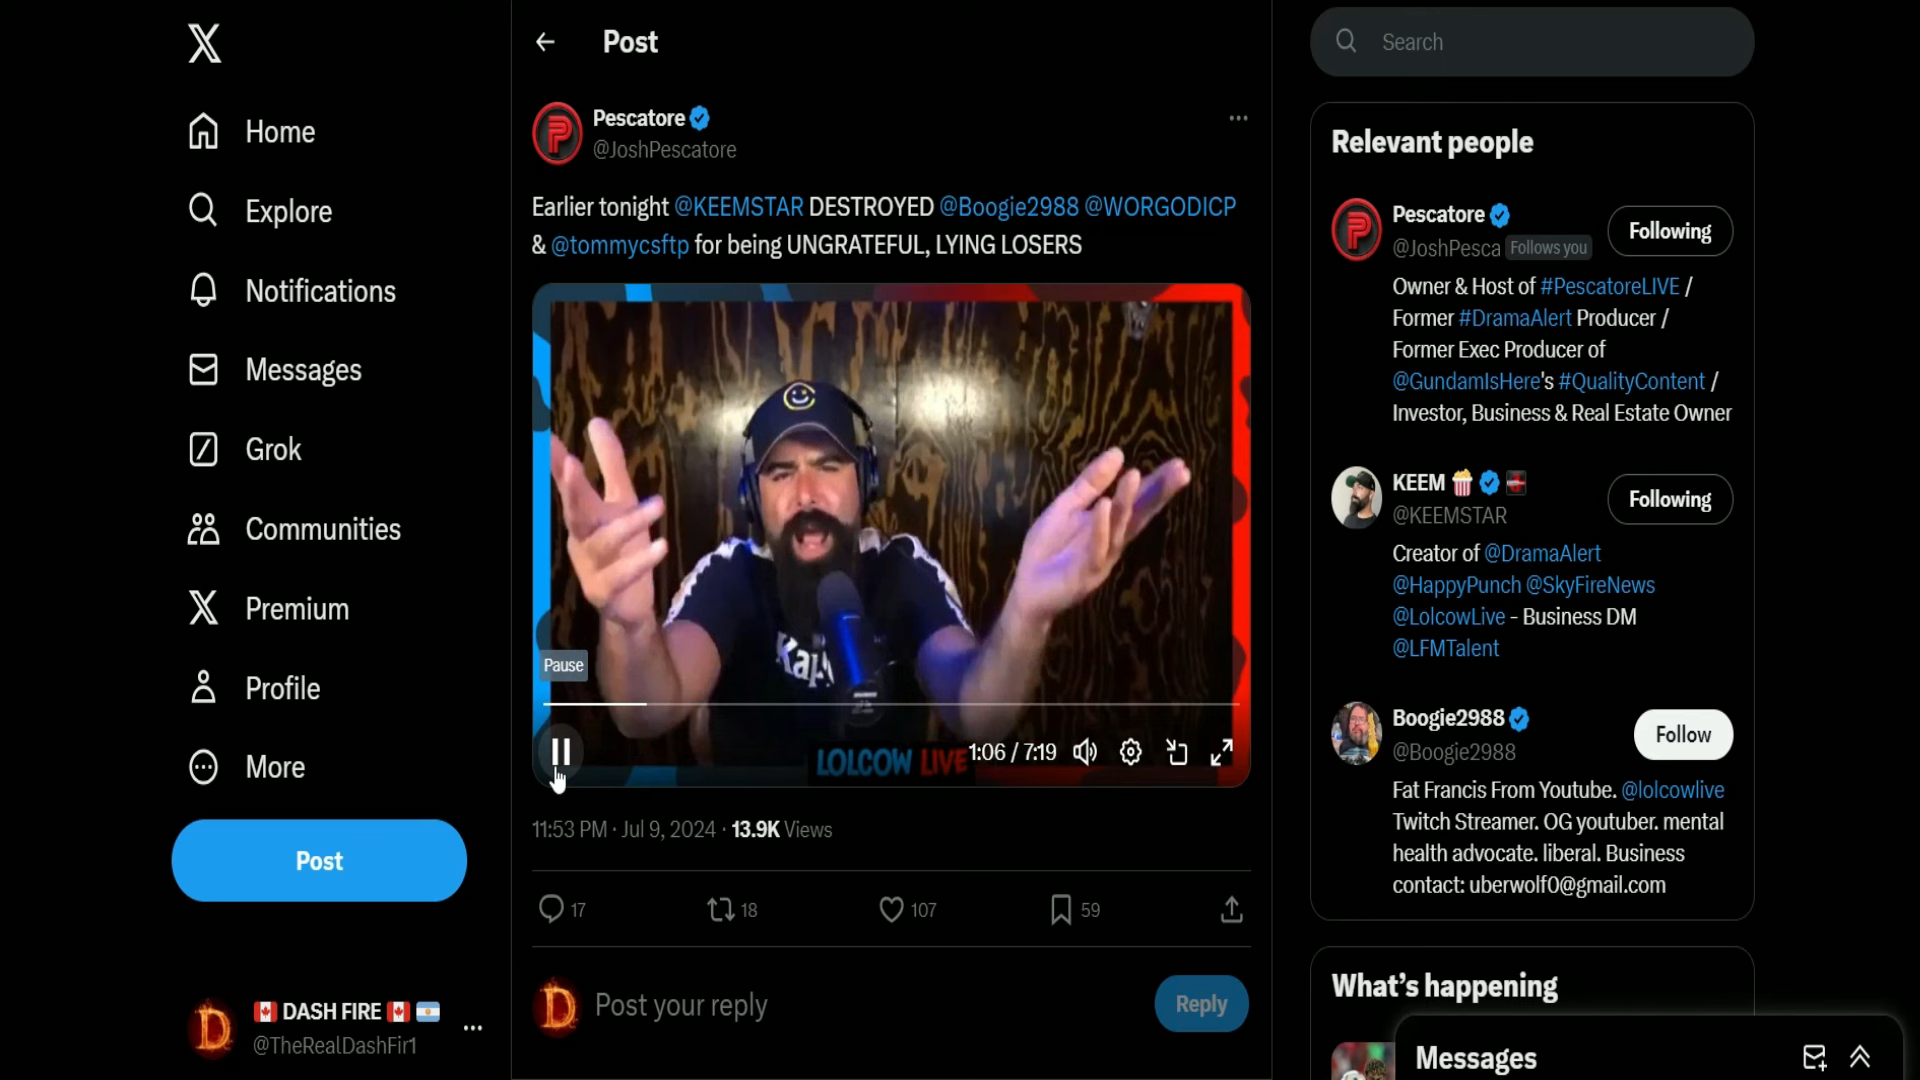 Home
Explore
Notifications
Messages
Grok
Communities
Premium
Profile
More
Post
DASH FIRE
@TheRealDashFir1
Post
Pescatore
@JoshPescatore
Earlier tonight @KEEMSTAR DESTROYED @Boogie2988 @WORGODICP
& @tommycsftp for being UNGRATEFUL, LYING LOSERS
Pause
LOLCOW LIVE
1:06 / 7:19
11:53 PM · Jul 9, 2024 · 13.9K Views
17
18
107
59
Post your reply
Reply
Search
Relevant people
Pescatore
@JoshPesca Follows you
Following
Owner & Host of #PescatoreLIVE /
Former #DramaAlert Producer /
Former Exec Producer of
@GundamIsHere's #QualityContent /
Investor, Business & Real Estate Owner
KEEM
@KEEMSTAR
Following
Creator of @DramaAlert
@HappyPunch @SkyFireNews
@LolcowLive - Business DM
@LFMTalent
Boogie2988
@Boogie2988
Follow
Fat Francis From Youtube. @lolcowlive
Twitch Streamer. OG youtuber. mental
health advocate. liberal. Business
contact: uberwolf0@gmail.com
What's happening
Messages